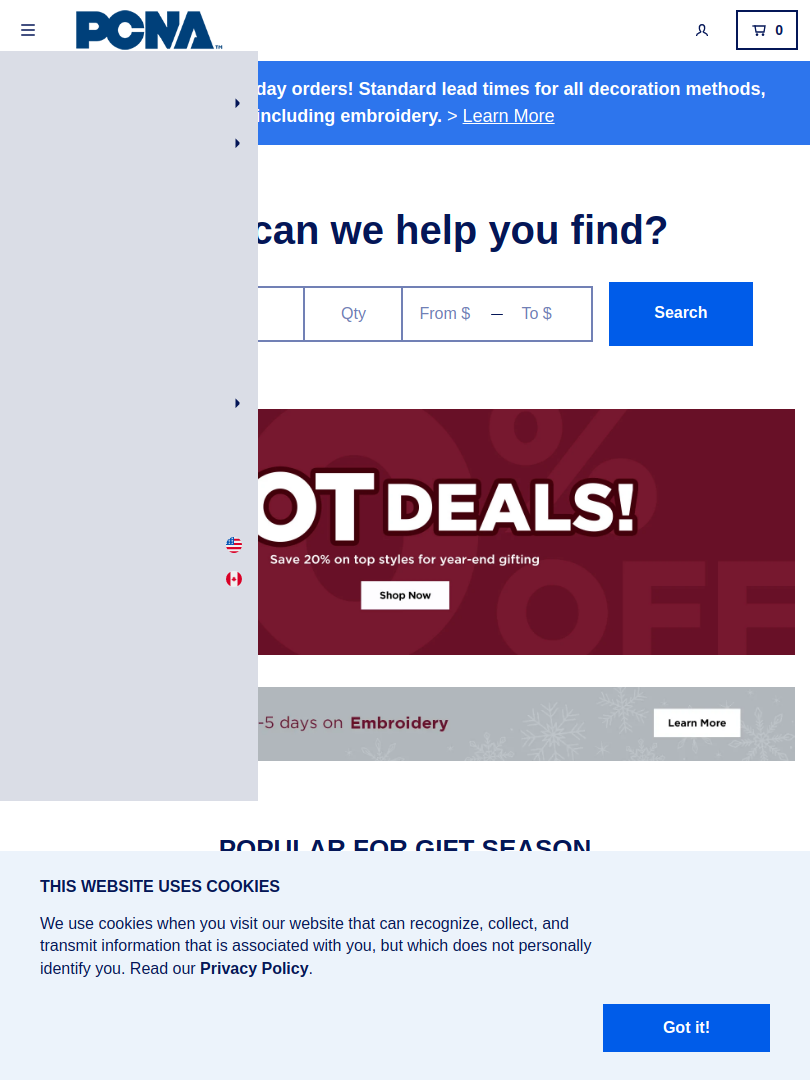 PCNA™
0
day orders! Standard lead times for all decoration methods,
including embroidery. > Learn More
can we help you find?
Qty
From $
—
To $
Search
OT DEALS!
Save 20% on top styles for year-end gifting
Shop Now
% OFF
-5 days on Embroidery
Learn More
POPULAR FOR GIFT SEASON
THIS WEBSITE USES COOKIES
We use cookies when you visit our website that can recognize, collect, and
transmit information that is associated with you, but which does not personally
identify you. Read our Privacy Policy.
Got it!